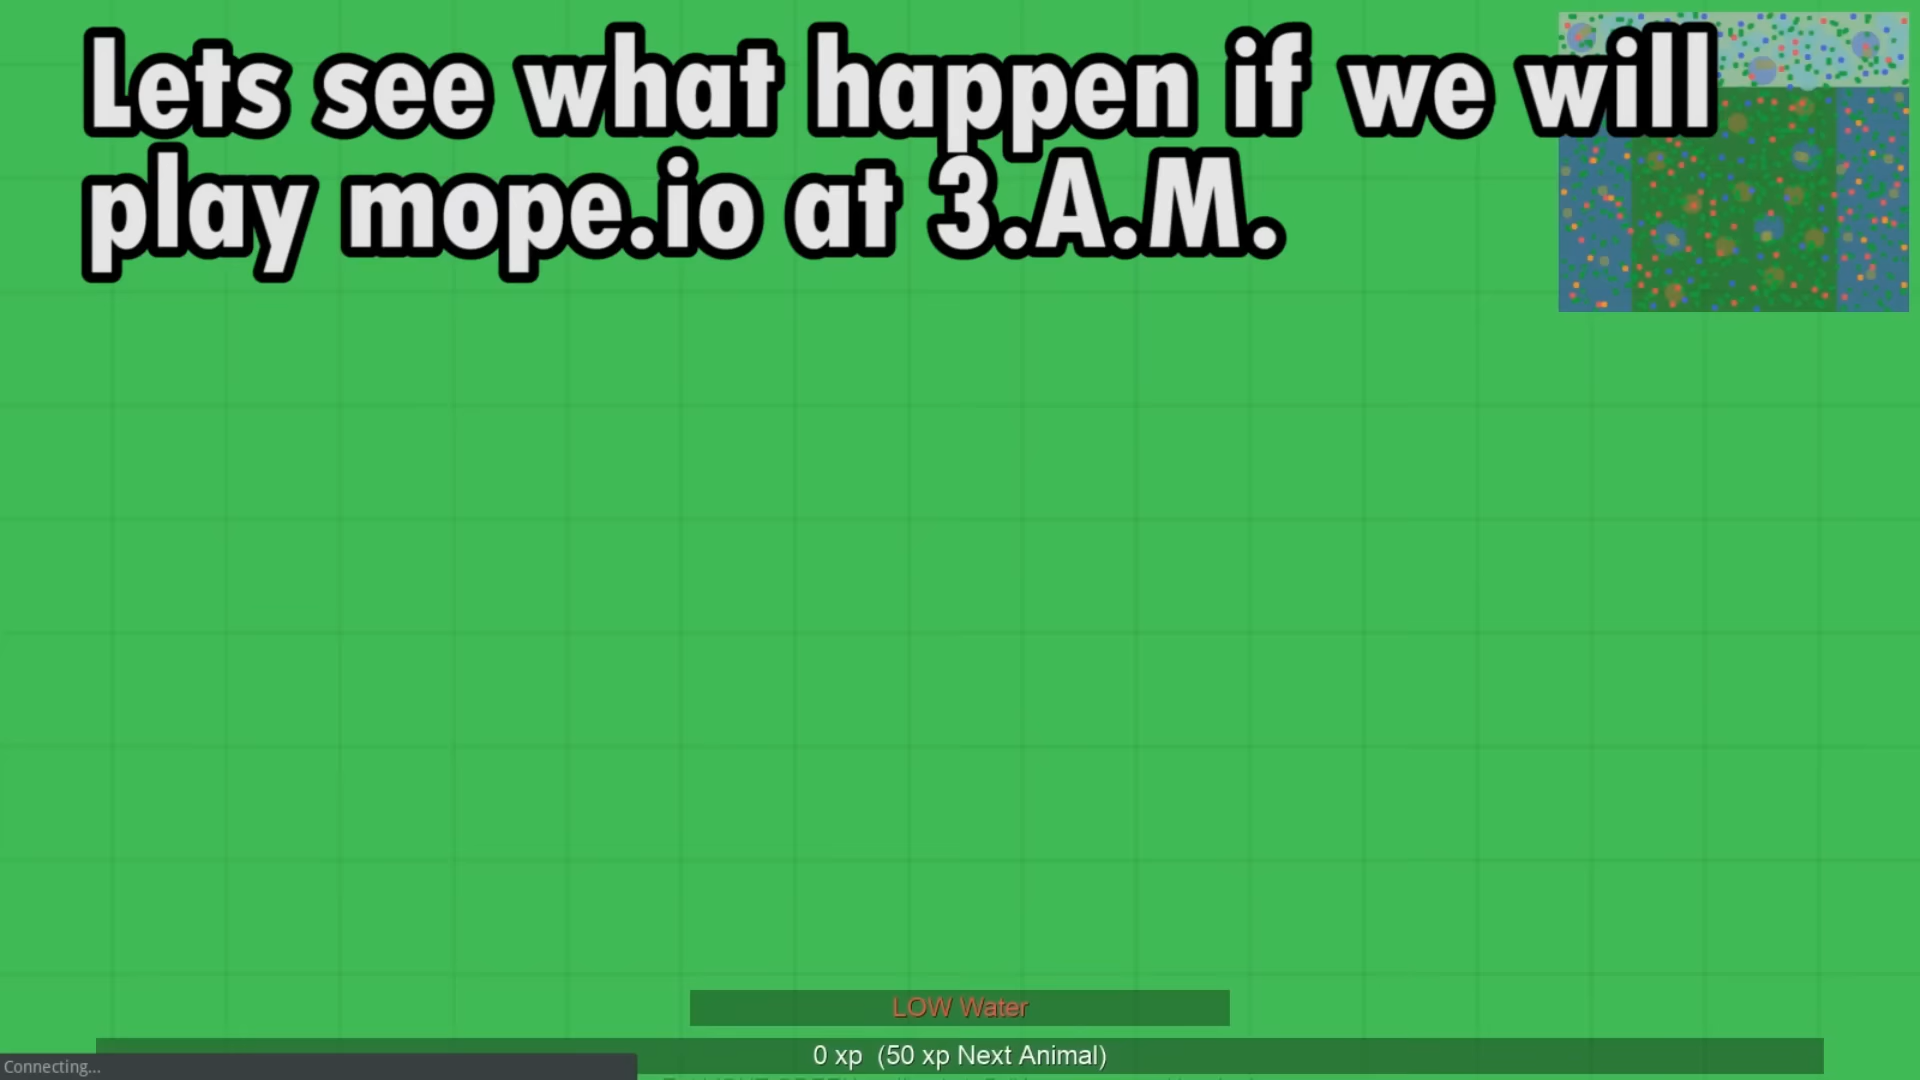 Lets see what happen if we will
play mope.io at 3.A.M.
LOW Water
0 xp (50 xp Next Animal)
Connecting...